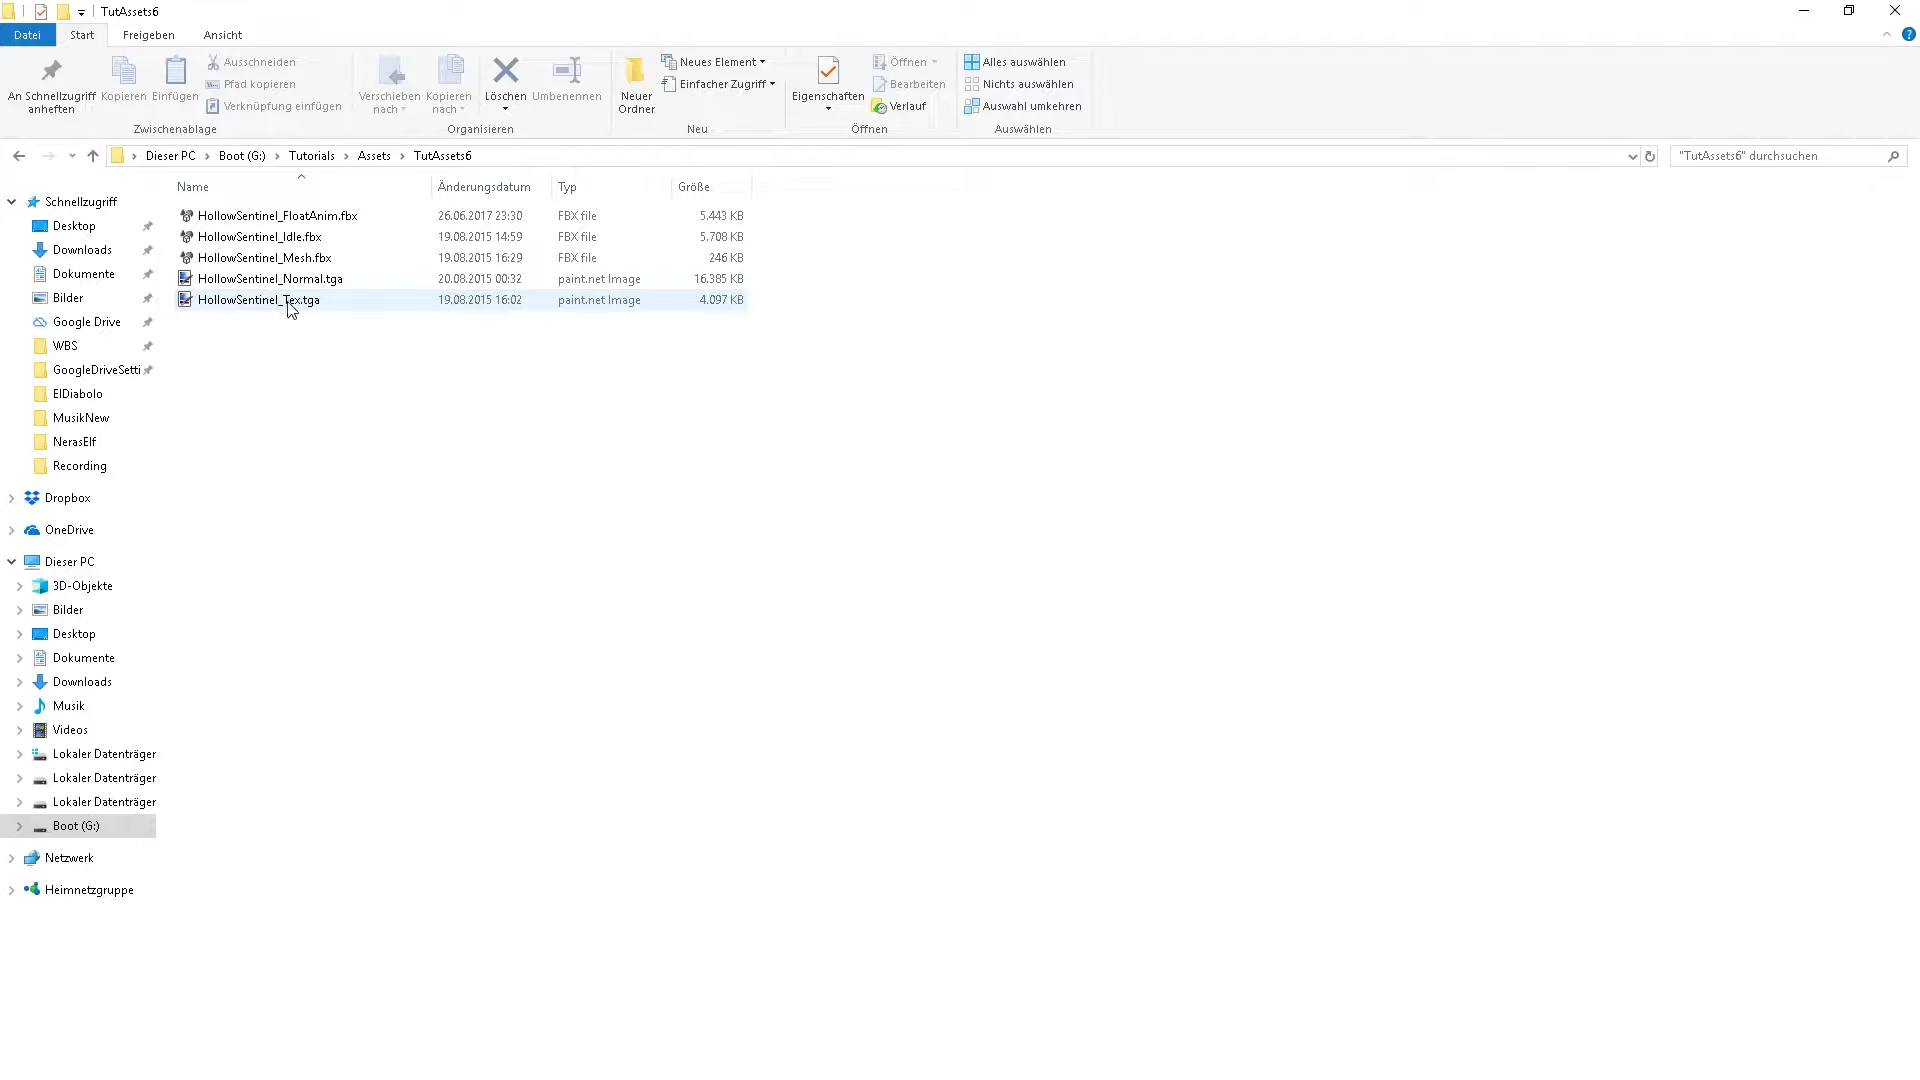 TutAssets6
Datei Start Freigeben Ansicht
An Schnellzugriff anheften
Kopieren
Einfügen
Ausschneiden
Pfad kopieren
Verknüpfung einfügen
Zwischenablage
Verschieben nach
Kopieren nach
Löschen
Umbenennen
Organisieren
Neuer Ordner
Neues Element
Einfacher Zugriff
Neu
Eigenschaften
Öffnen
Bearbeiten
Verlauf
Öffnen
Alles auswählen
Nichts auswählen
Auswahl umkehren
Auswählen
Dieser PC Boot (G:) Tutorials Assets TutAssets6
"TutAssets6" durchsuchen
Name Änderungsdatum Typ Größe
HollowSentinel_FloatAnim.fbx 26.06.2017 23:30 FBX file 5.443 KB
HollowSentinel_Idle.fbx 19.08.2015 14:59 FBX file 5.708 KB
HollowSentinel_Mesh.fbx 19.08.2015 16:29 FBX file 246 KB
HollowSentinel_Normal.tga 20.08.2015 00:32 paint.net Image 16.385 KB
HollowSentinel_Tex.tga 19.08.2015 16:02 paint.net Image 4.097 KB
Schnellzugriff
Desktop
Downloads
Dokumente
Bilder
Google Drive
WBS
GoogleDriveSetti
ElDiabolo
MusikNew
NerasElf
Recording
Dropbox
OneDrive
Dieser PC
3D-Objekte
Bilder
Desktop
Dokumente
Downloads
Musik
Videos
Lokaler Datenträger
Lokaler Datenträger
Lokaler Datenträger
Boot (G:)
Netzwerk
Heimnetzgruppe